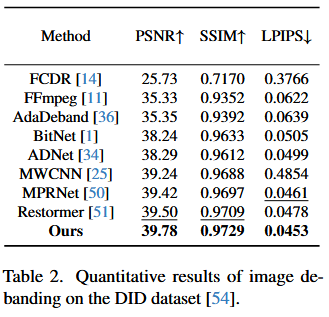 Method PSNR↑ SSIM↑ LPIPS↓
FCDR [14] 25.73 0.7170 0.3766
FFmpeg [11] 35.33 0.9352 0.0622
AdaDeband [36] 35.35 0.9392 0.0639
BitNet [1] 38.24 0.9633 0.0505
ADNet [34] 38.29 0.9612 0.0499
MWCNN [25] 39.24 0.9688 0.4854
MPRNet [50] 39.42 0.9697 0.0461
Restormer [51] 39.50 0.9709 0.0478
Ours 39.78 0.9729 0.0453
Table 2. Quantitative results of image de-
banding on the DID dataset [54].